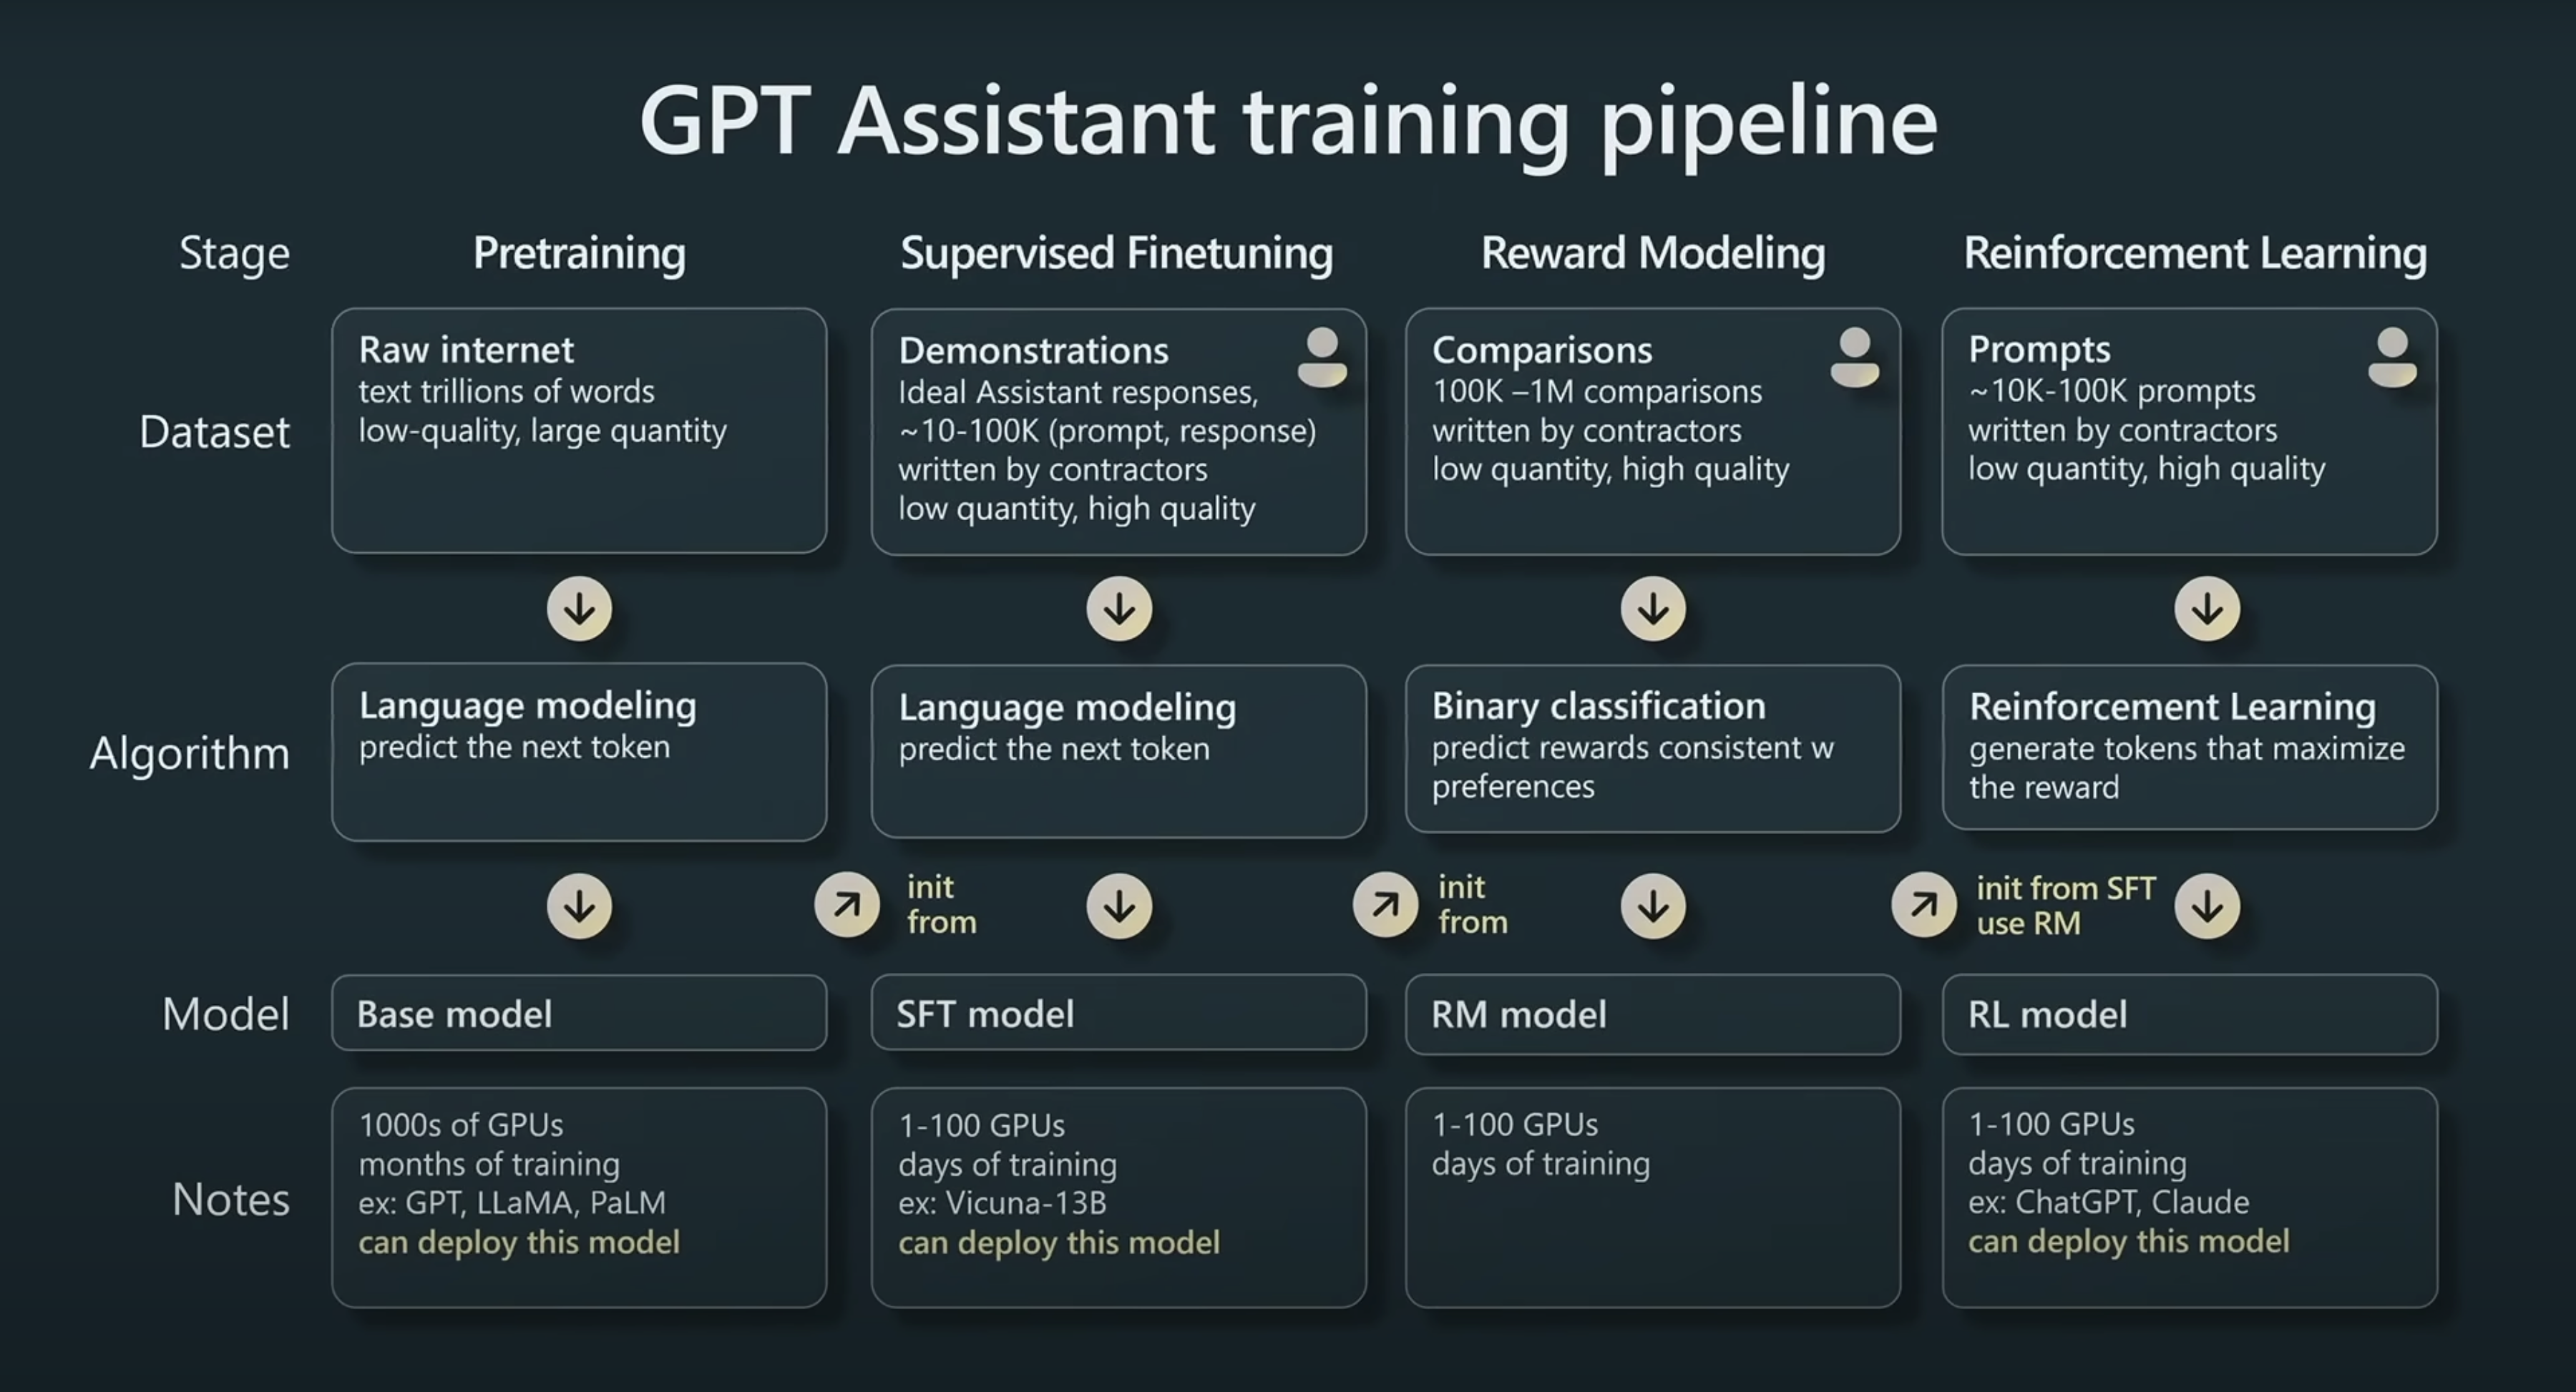 GPT Assistant training pipeline
Stage
Pretraining
Supervised Finetuning
Reward Modeling
Reinforcement Learning
Dataset
Raw internet
text trillions of words
low-quality, large quantity
Demonstrations
Ideal Assistant responses,
~10-100K (prompt, response)
written by contractors
low quantity, high quality
Comparisons
100K –1M comparisons
written by contractors
low quantity, high quality
Prompts
~10K-100K prompts
written by contractors
low quantity, high quality
Algorithm
Language modeling
predict the next token
Language modeling
predict the next token
Binary classification
predict rewards consistent w
preferences
Reinforcement Learning
generate tokens that maximize
the reward
init
from
init
from
init from SFT
use RM
Model
Base model
SFT model
RM model
RL model
Notes
1000s of GPUs
months of training
ex: GPT, LLaMA, PaLM
can deploy this model
1-100 GPUs
days of training
ex: Vicuna-13B
can deploy this model
1-100 GPUs
days of training
1-100 GPUs
days of training
ex: ChatGPT, Claude
can deploy this model